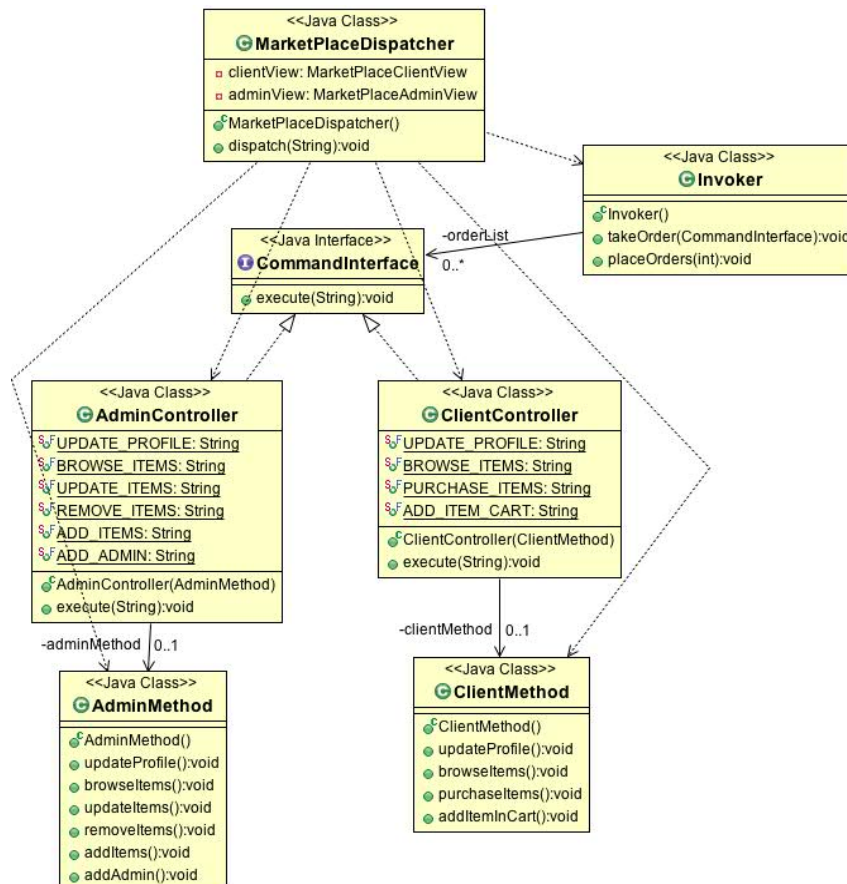 <<Java Class>>
MarketPlaceDispatcher
clientView: MarketPlaceClientView
adminView: MarketPlaceAdminView
MarketPlaceDispatcher()
dispatch(String):void
<<Java Class>>
Invoker
Invoker()
takeOrder(CommandInterface):void
placeOrders(int):void
-orderList
0..*
<<Java Interface>>
CommandInterface
execute(String):void
<<Java Class>>
AdminController
UPDATE_PROFILE: String
BROWSE_ITEMS: String
UPDATE_ITEMS: String
REMOVE_ITEMS: String
ADD_ITEMS: String
ADD_ADMIN: String
AdminController(AdminMethod)
execute(String):void
<<Java Class>>
ClientController
UPDATE_PROFILE: String
BROWSE_ITEMS: String
PURCHASE_ITEMS: String
ADD_ITEM_CART: String
ClientController(ClientMethod)
execute(String):void
-adminMethod 0..1
-clientMethod 0..1
<<Java Class>>
AdminMethod
AdminMethod()
updateProfile():void
browseItems():void
updateItems():void
removeItems():void
addItems():void
addAdmin():void
<<Java Class>>
ClientMethod
ClientMethod()
updateProfile():void
browseItems():void
purchaseItems():void
addItemInCart():void